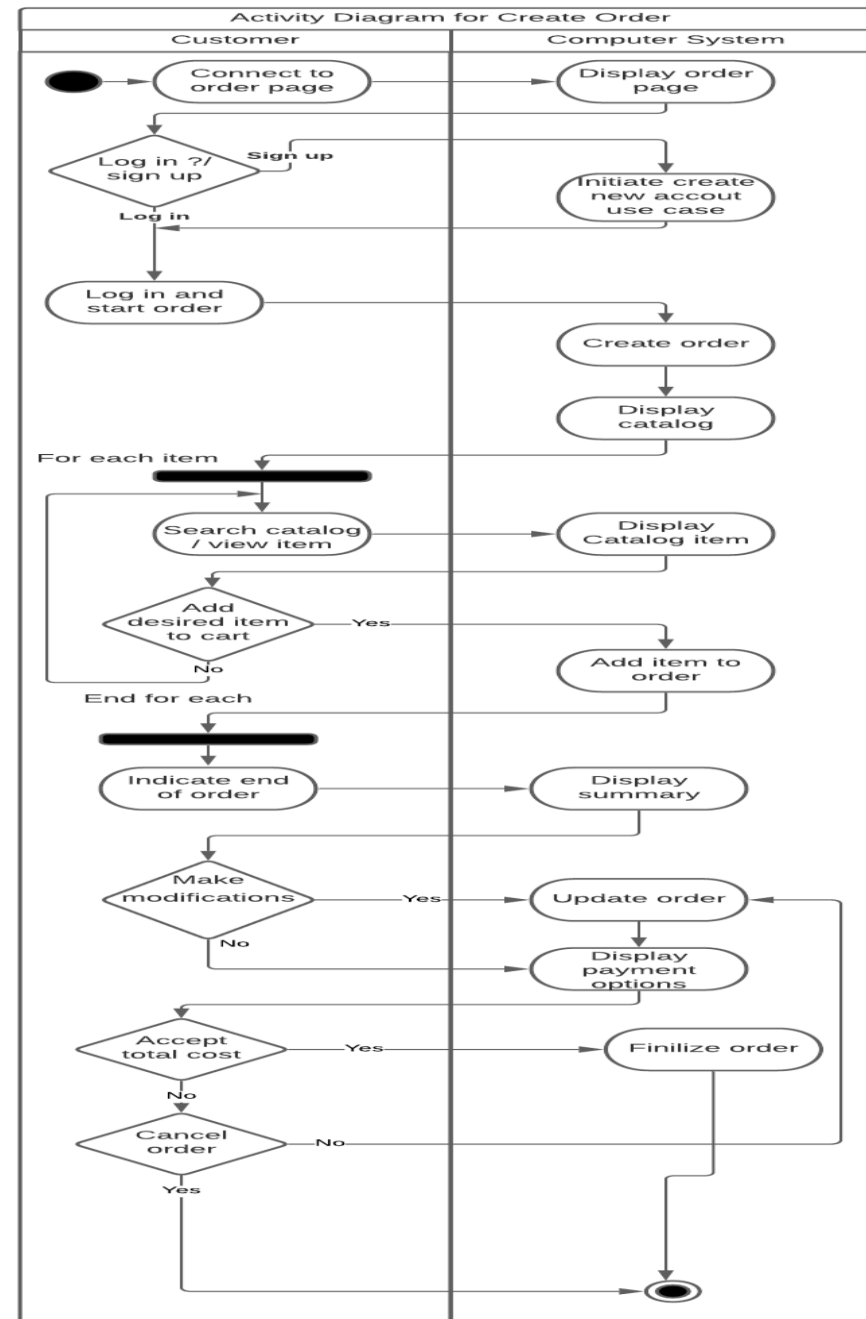 Activity Diagram for Create Order
Customer
Computer System
Connect to
order page
Display order
page
Log in ?/
sign up
Sign up
Log in
Initiate create
new accout
use case
Log in and
start order
Create order
Display
catalog
For each item
Search catalog
/ view item
Display
Catalog item
Add
desired item
to cart
Yes
No
Add item to
order
End for each
Indicate end
of order
Display
summary
Make
modifications
Yes
No
Update order
Display
payment
options
Accept
total cost
Yes
No
Finilize order
Cancel
order
No
Yes